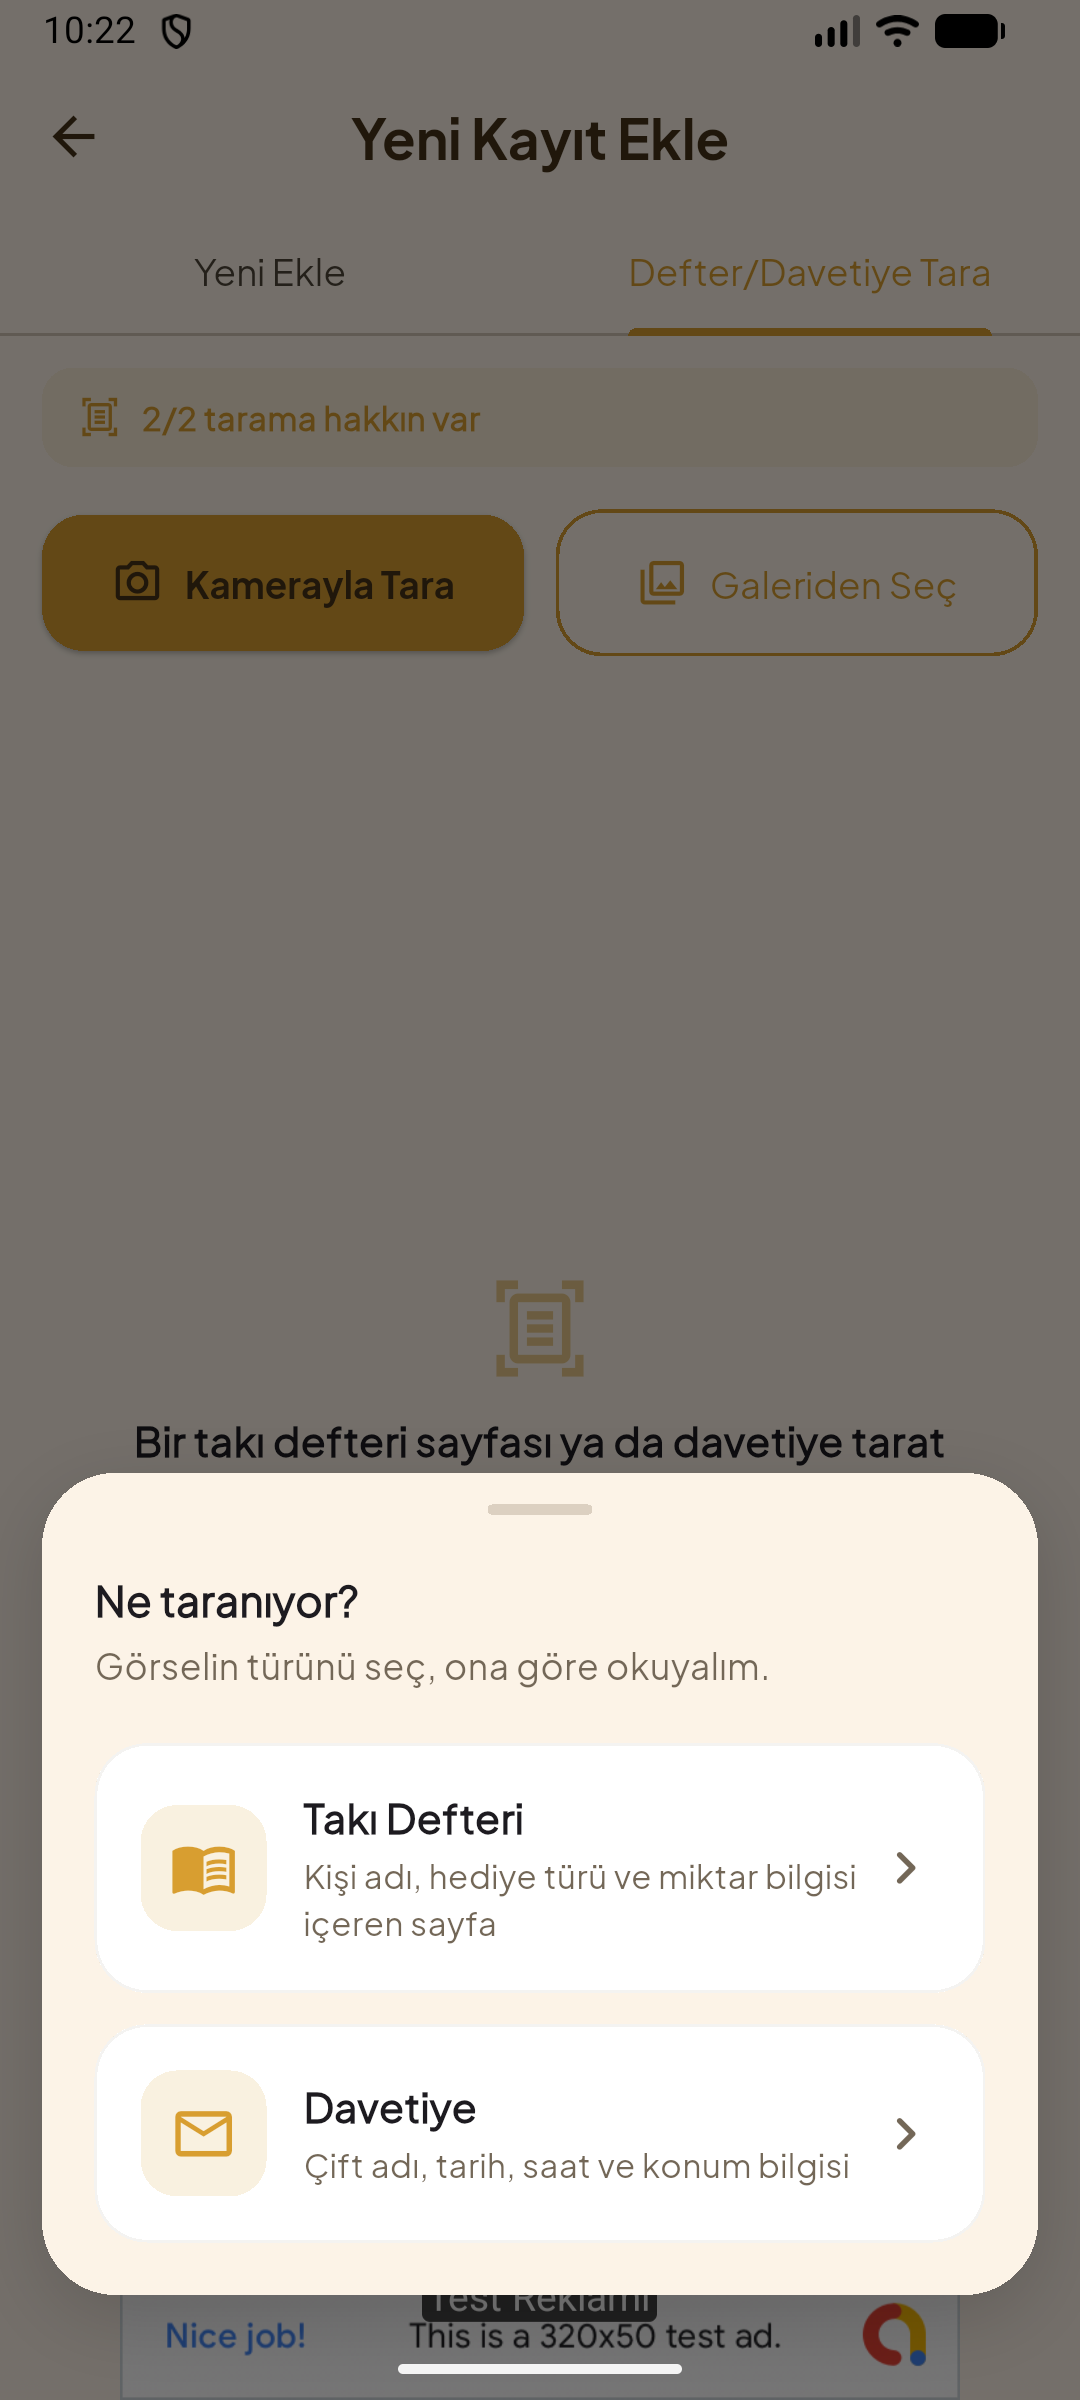 10:22
Yeni Kayıt Ekle
Yeni Ekle
Defter/Davetiye Tara
2/2 tarama hakkın var
Kamerayla Tara
Galeriden Seç
Bir takı defteri sayfası ya da davetiye tarat
Ne taranıyor?
Görselin türünü seç, ona göre okuyalım.
Takı Defteri
Kişi adı, hediye türü ve miktar bilgisi
içeren sayfa
Davetiye
Çift adı, tarih, saat ve konum bilgisi
Test Reklamı
Nice job!
This is a 320x50 test ad.